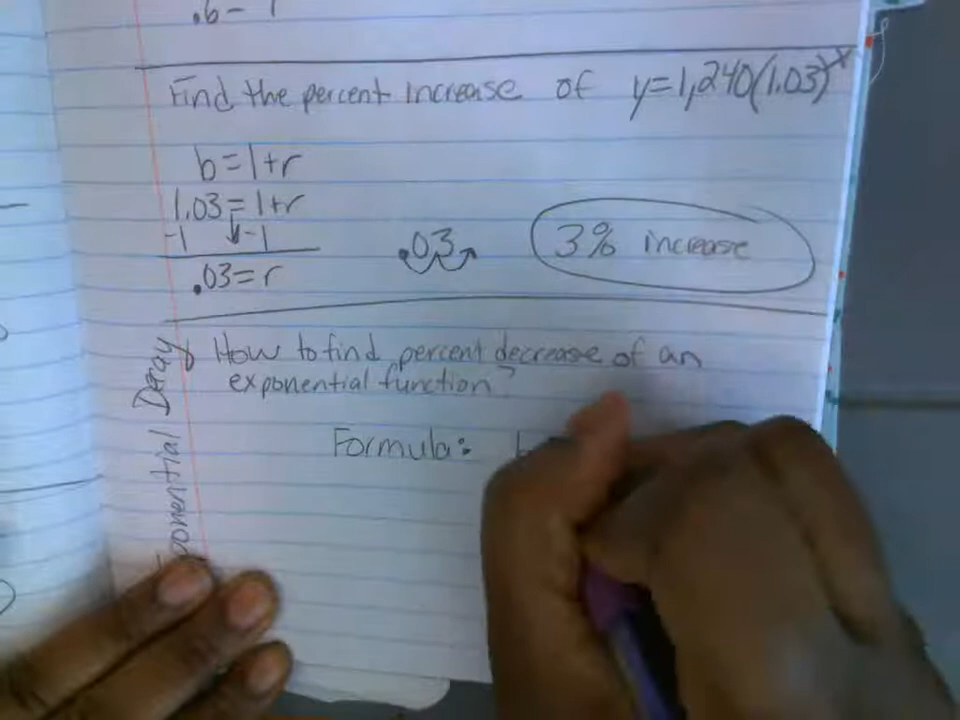 .6 - 1
Find the percent increase of y=1,240(1.03)^x
b=1+r
1.03=1+r
-1 ↓-1
.03=r
.03
3% increase
How to find percent decrease of an
exponential function?
Formula: b
ponential Decay